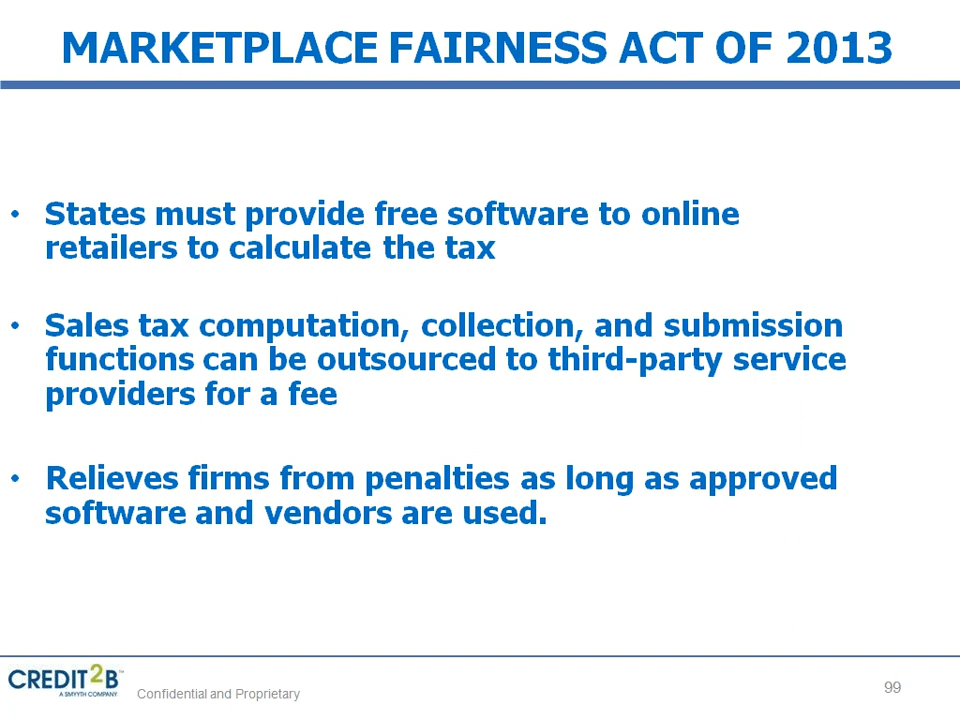 MARKETPLACE FAIRNESS ACT OF 2013
• States must provide free software to online
retailers to calculate the tax
• Sales tax computation, collection, and submission
functions can be outsourced to third-party service
providers for a fee
• Relieves firms from penalties as long as approved
software and vendors are used.
CREDIT2B™
A SMYYTH COMPANY
Confidential and Proprietary
99